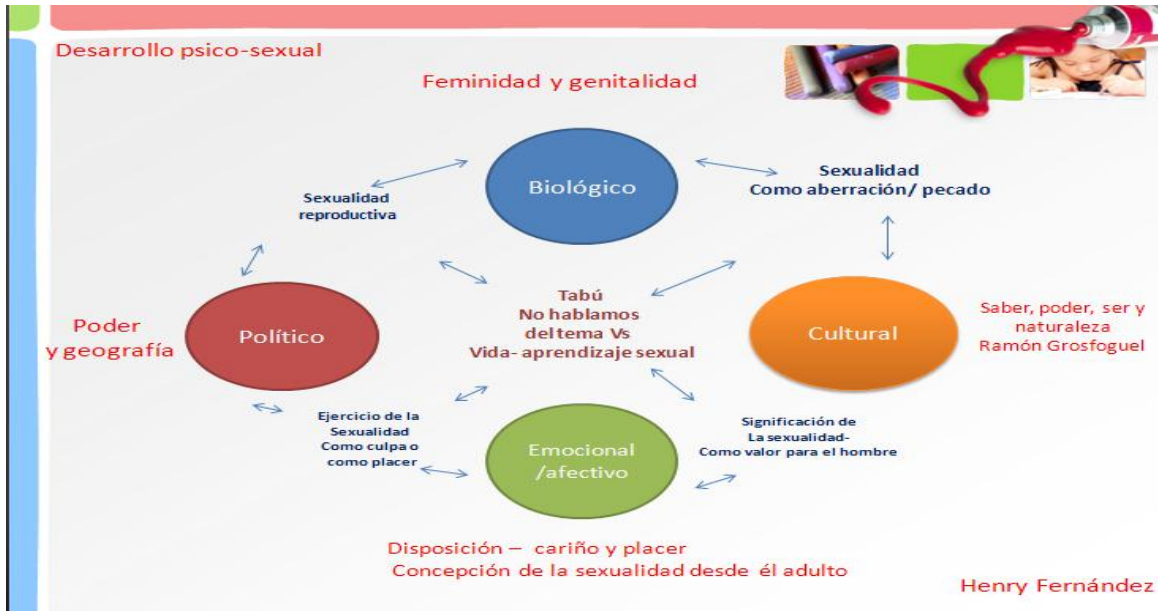 Desarrollo psico-sexual
Feminidad y genitalidad
Biológico
Sexualidad
reproductiva
Sexualidad
Como aberración/ pecado
Poder
y geografía
Político
Tabú
No hablamos
del tema Vs
Vida- aprendizaje sexual
Cultural
Saber, poder, ser y
naturaleza
Ramón Grosfoguel
Ejercicio de la
Sexualidad
Como culpa o
como placer
Emocional
/afectivo
Significación de
La sexualidad-
Como valor para el hombre
Disposición – cariño y placer
Concepción de la sexualidad desde él adulto
Henry Fernández